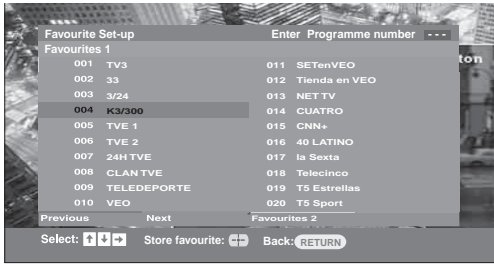 Favourite Set-up Enter Programme number ---
Favourites 1
001 TV3
002 33
003 3/24
004 K3/300
005 TVE 1
006 TVE 2
007 24H TVE
008 CLAN TVE
009 TELEDEPORTE
010 VEO
011 SETenVEO
012 Tienda en VEO
013 NET TV
014 CUATRO
015 CNN+
016 40 LATINO
017 la Sexta
018 Telecinco
019 T5 Estrellas
020 T5 Sport
Previous Next Favourites 2
Select: Store favourite: Back: RETURN
ton